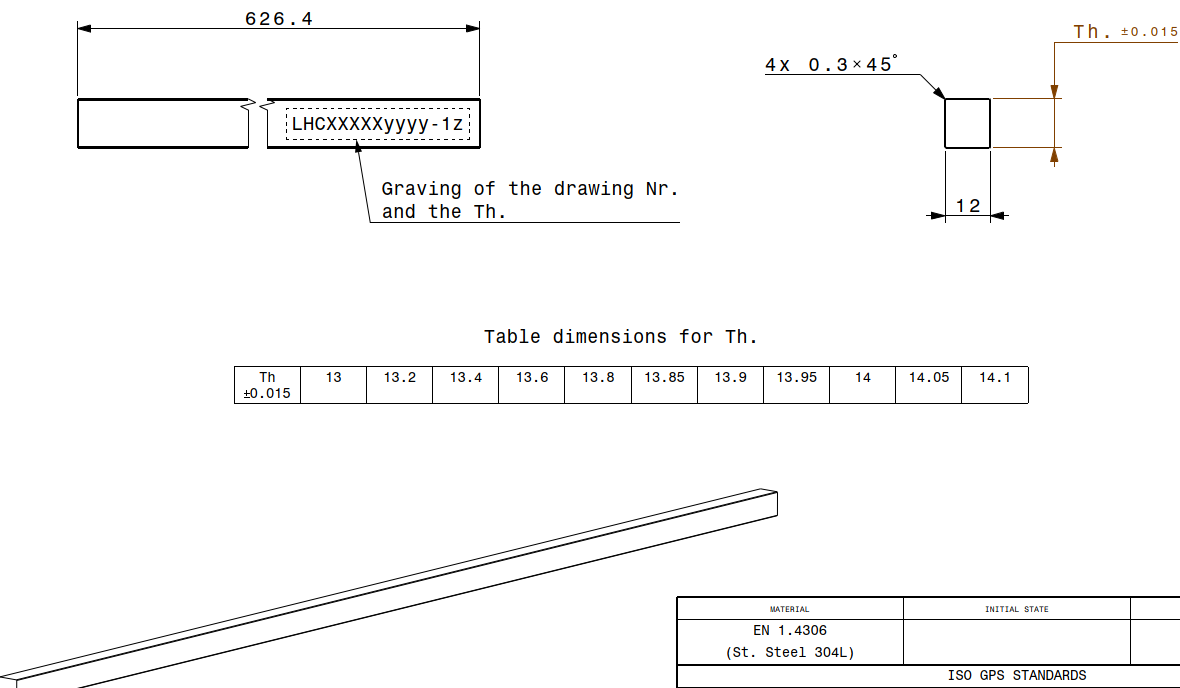 626.4
Th. ±0.015
4x 0.3×45°
LHCXXXXXyyyy-1z
Graving of the drawing Nr.
and the Th.
12
Table dimensions for Th.
Th 13 13.2 13.4 13.6 13.8 13.85 13.9 13.95 14 14.05 14.1
±0.015
MATERIAL INITIAL STATE
EN 1.4306
(St. Steel 304L)
ISO GPS STANDARDS